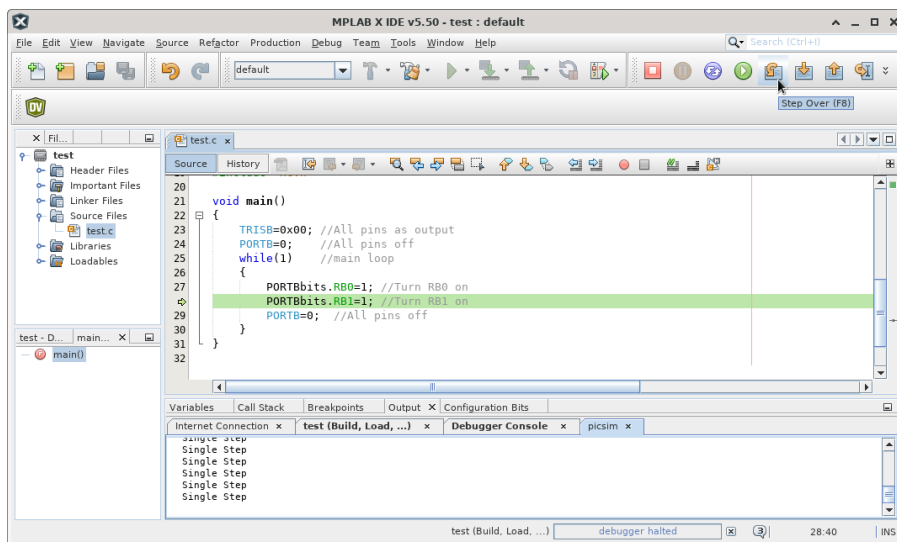 MPLAB X IDE v5.50 - test : default
File Edit View Navigate Source Refactor Production Debug Team Tools Window Help
Search (Ctrl+I)
default
Step Over (F8)
DV
Fil...
test
Header Files
Important Files
Linker Files
Source Files
test.c
Libraries
Loadables
test.c
Source History
20
21 void main()
22 {
23 TRISB=0x00; //All pins as output
24 PORTB=0; //All pins off
25 while(1) //main loop
26 {
27 PORTBbits.RB0=1; //Turn RB0 on
PORTBbits.RB1=1; //Turn RB1 on
29 PORTB=0; //All pins off
30 }
31 }
32
test - D... main...
main()
Variables Call Stack Breakpoints Output Configuration Bits
Internet Connection test (Build, Load, ...) Debugger Console picsim
Single Step
Single Step
Single Step
Single Step
Single Step
Single Step
test (Build, Load, ...) debugger halted 3 28:40 INS